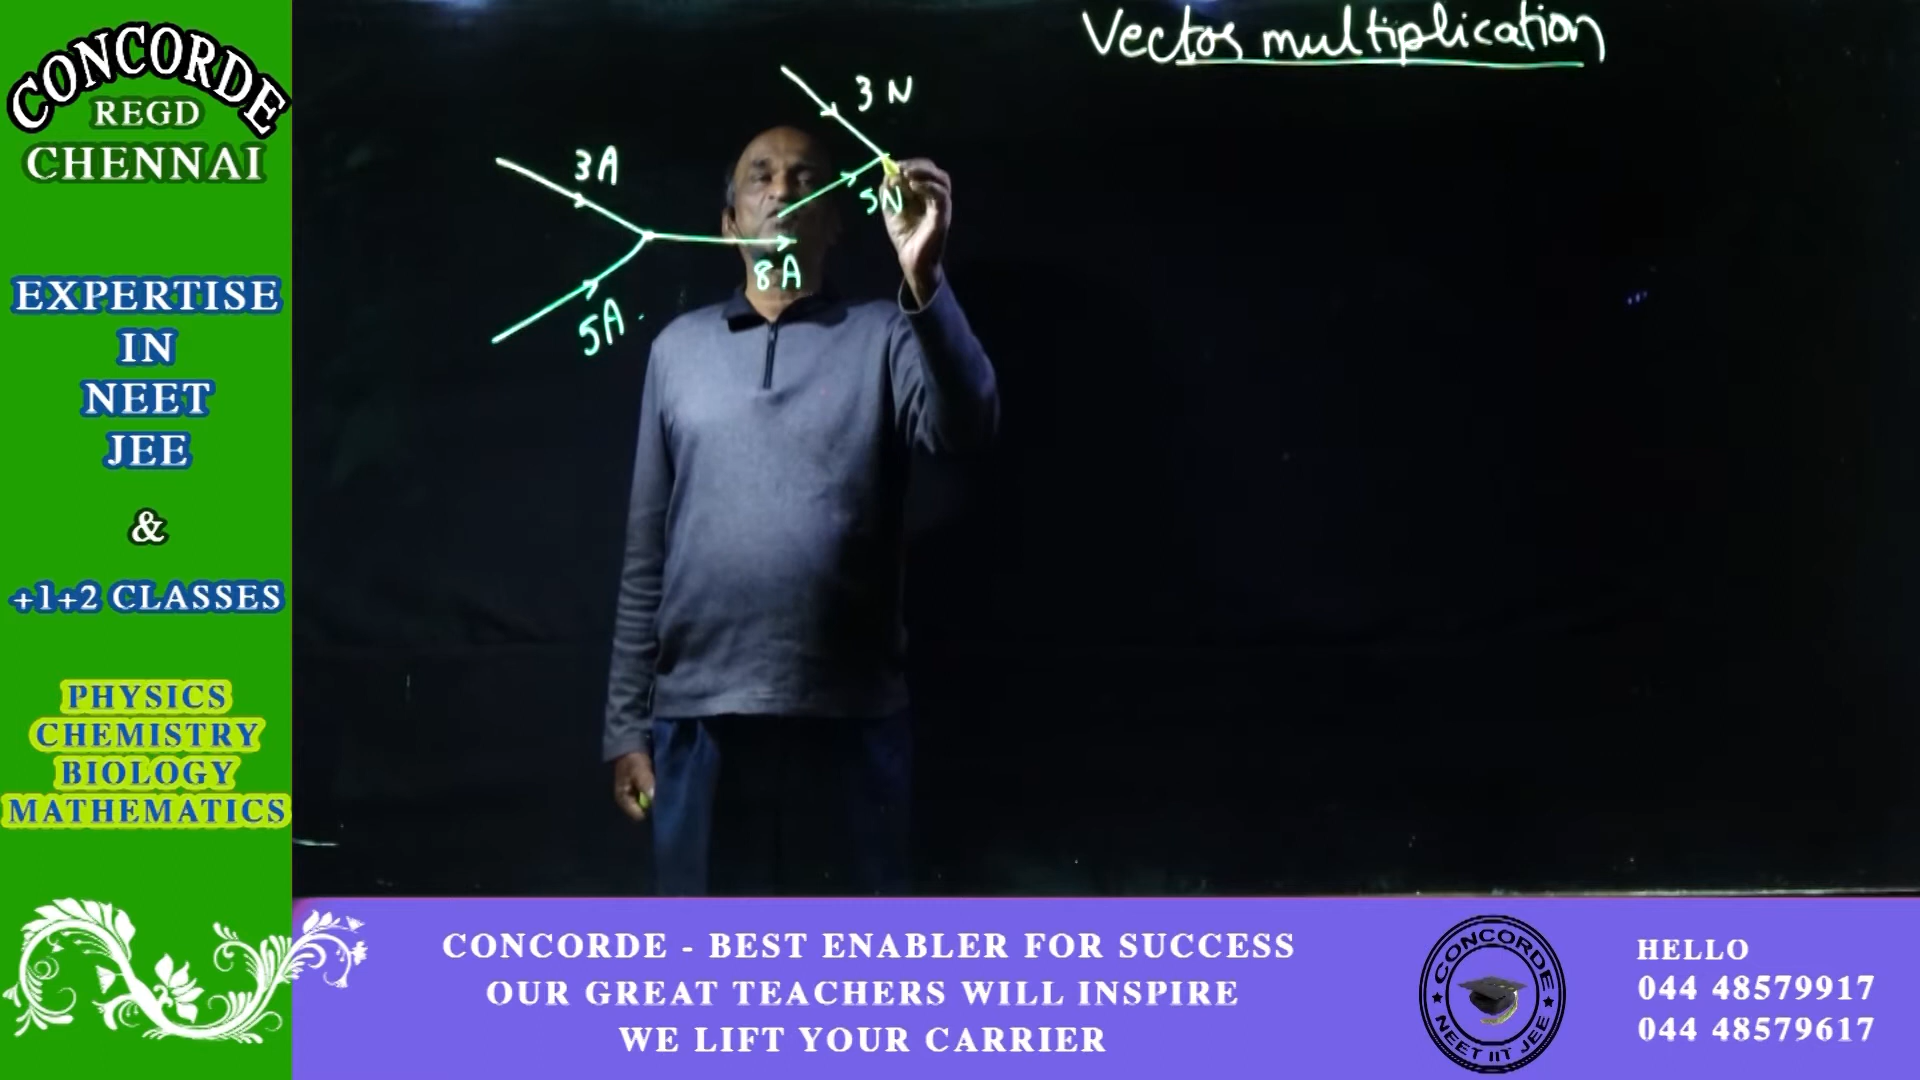 CONCORDE
REGD
CHENNAI
EXPERTISE
IN
NEET
JEE
&
+1+2 CLASSES
PHYSICS
CHEMISTRY
BIOLOGY
MATHEMATICS
Vector multiplication
3 N
3A
5N
8A
5A
CONCORDE - BEST ENABLER FOR SUCCESS
OUR GREAT TEACHERS WILL INSPIRE
WE LIFT YOUR CARRIER
CONCORDE
NEET IIT JEE
HELLO
044 48579917
044 48579617